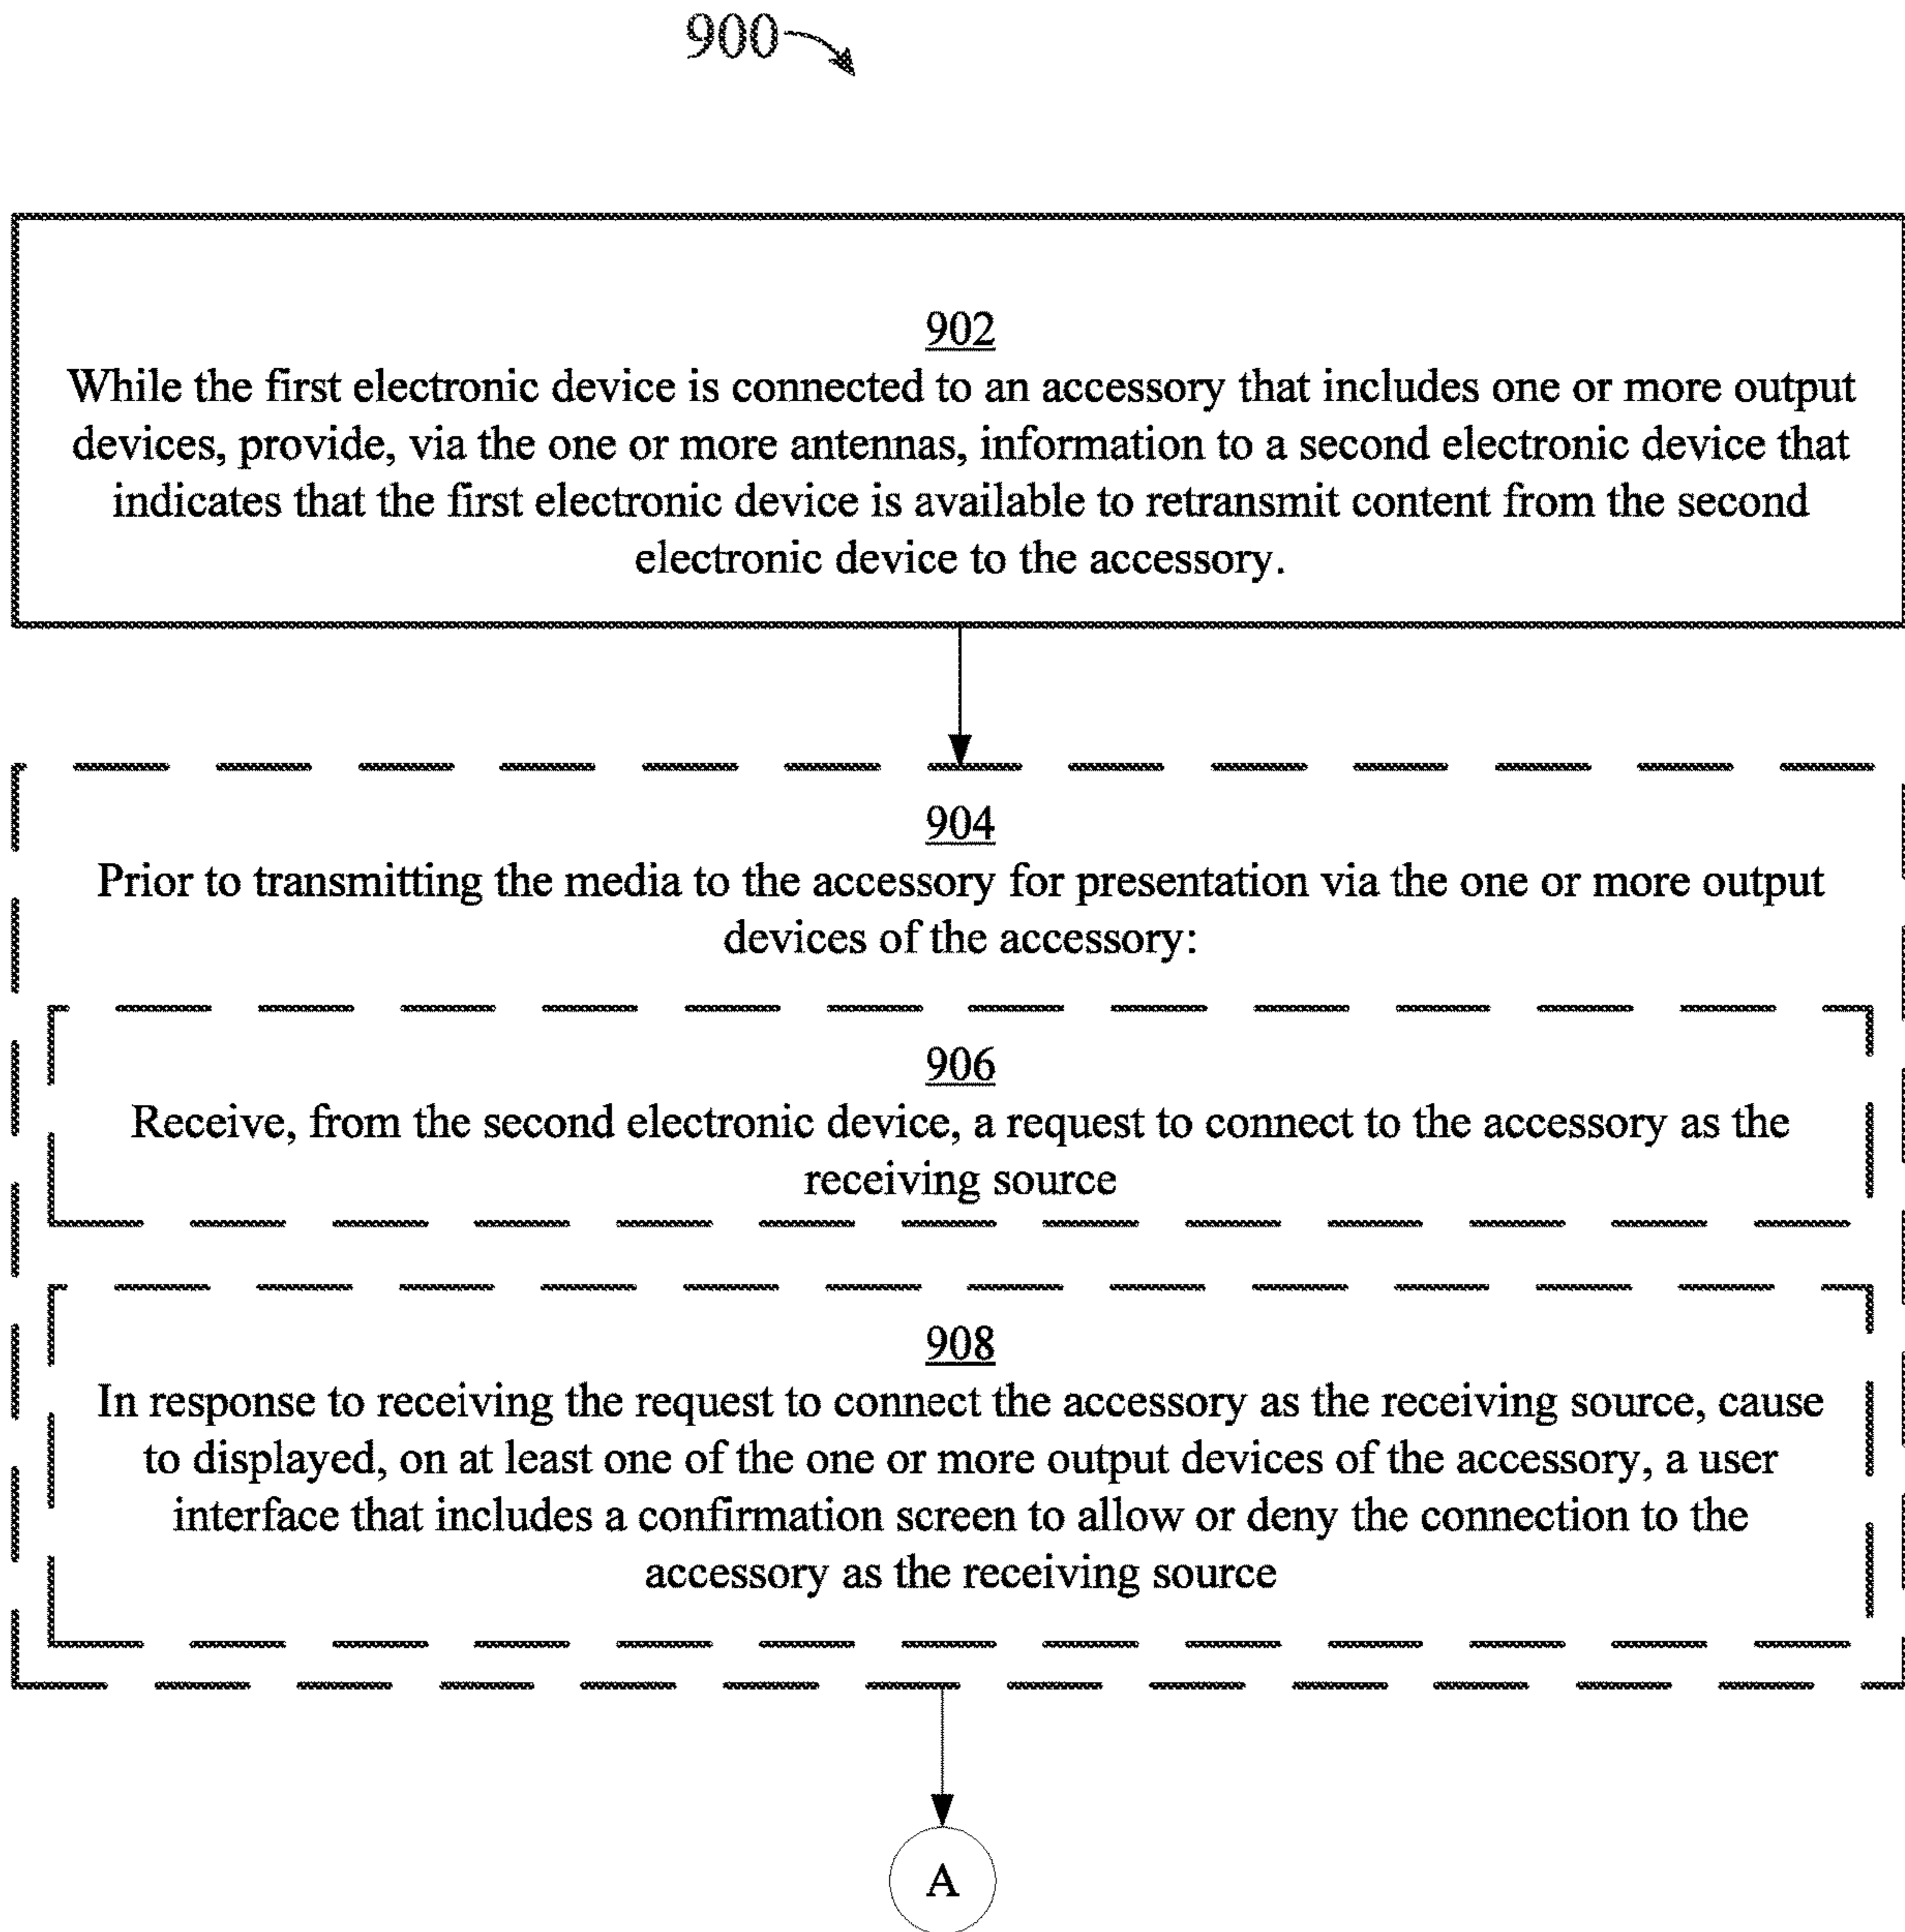 900
902
While the first electronic device is connected to an accessory that includes one or more output
devices, provide, via the one or more antennas, information to a second electronic device that
indicates that the first electronic device is available to retransmit content from the second
electronic device to the accessory.
904
Prior to transmitting the media to the accessory for presentation via the one or more output
devices of the accessory:
906
Receive, from the second electronic device, a request to connect to the accessory as the
receiving source
908
In response to receiving the request to connect the accessory as the receiving source, cause
to displayed, on at least one of the one or more output devices of the accessory, a user
interface that includes a confirmation screen to allow or deny the connection to the
accessory as the receiving source
A